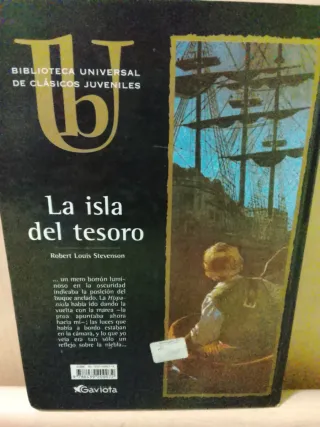 BIBLIOTECA UNIVERSAL
DE CLÁSICOS JUVENILES
La isla
del tesoro
Robert Louis Stevenson
... un mero borrón lumi-
noso en la oscuridad
indicaba la posición del
buque anclado. La Hispa-
niola había ido dando la
vuelta con la marea –la
proa apuntaba ahora
hacia mí–; las luces que
había a bordo estaban
en la cámara, y lo que yo
veía era tan sólo un
reflejo sobre la niebla...
Gaviota